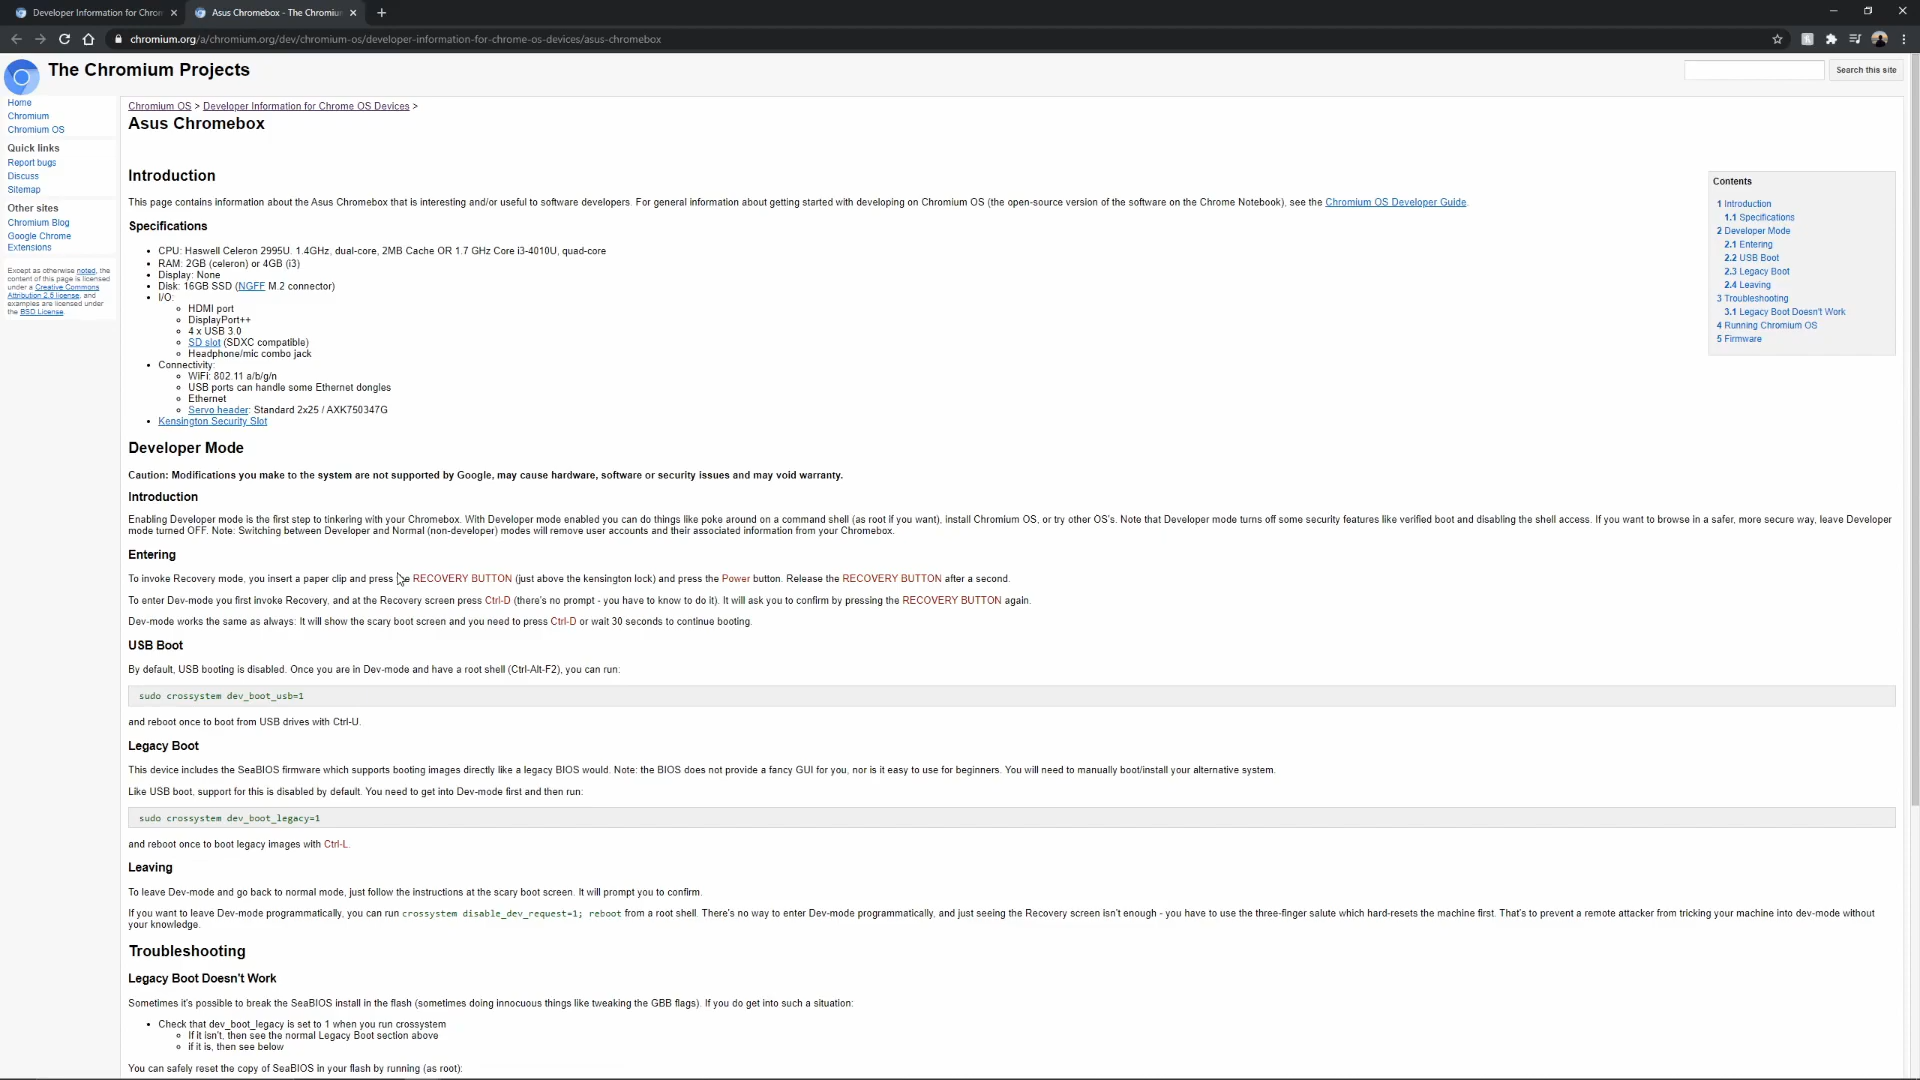 Developer Information for Chrom
Asus Chromebox - The Chromium
chromium.org/a/chromium.org/dev/chromium-os/developer-information-for-chrome-os-devices/asus-chromebox
The Chromium Projects
Search this site
Home
Chromium
Chromium OS
Quick links
Report bugs
Discuss
Sitemap
Other sites
Chromium Blog
Google Chrome
Extensions
Except as otherwise noted, the
content of this page is licensed
under a Creative Commons
Attribution 2.5 license, and
examples are licensed under
the BSD License.
Chromium OS > Developer Information for Chrome OS Devices >
Asus Chromebox
Introduction
This page contains information about the Asus Chromebox that is interesting and/or useful to software developers. For general information about getting started with developing on Chromium OS (the open-source version of the software on the Chrome Notebook), see the Chromium OS Developer Guide.
Specifications
• CPU: Haswell Celeron 2995U. 1.4GHz, dual-core, 2MB Cache OR 1.7 GHz Core i3-4010U, quad-core
• RAM: 2GB (celeron) or 4GB (i3)
• Display: None
• Disk: 16GB SSD (NGFF M.2 connector)
• I/O:
HDMI port
DisplayPort++
4 x USB 3.0
SD slot (SDXC compatible)
Headphone/mic combo jack
• Connectivity:
WiFi: 802.11 a/b/g/n
USB ports can handle some Ethernet dongles
Ethernet
Servo header: Standard 2x25 / AXK750347G
• Kensington Security Slot
Contents
1 Introduction
1.1 Specifications
2 Developer Mode
2.1 Entering
2.2 USB Boot
2.3 Legacy Boot
2.4 Leaving
3 Troubleshooting
3.1 Legacy Boot Doesn't Work
4 Running Chromium OS
5 Firmware
Developer Mode
Caution: Modifications you make to the system are not supported by Google, may cause hardware, software or security issues and may void warranty.
Introduction
Enabling Developer mode is the first step to tinkering with your Chromebox. With Developer mode enabled you can do things like poke around on a command shell (as root if you want), install Chromium OS, or try other OS's. Note that Developer mode turns off some security features like verified boot and disabling the shell access. If you want to browse in a safer, more secure way, leave Developer
mode turned OFF. Note: Switching between Developer and Normal (non-developer) modes will remove user accounts and their associated information from your Chromebox.
Entering
To invoke Recovery mode, you insert a paper clip and press the RECOVERY BUTTON (just above the kensington lock) and press the Power button. Release the RECOVERY BUTTON after a second.
To enter Dev-mode you first invoke Recovery, and at the Recovery screen press Ctrl-D (there's no prompt - you have to know to do it). It will ask you to confirm by pressing the RECOVERY BUTTON again.
Dev-mode works the same as always: It will show the scary boot screen and you need to press Ctrl-D or wait 30 seconds to continue booting.
USB Boot
By default, USB booting is disabled. Once you are in Dev-mode and have a root shell (Ctrl-Alt-F2), you can run:
sudo crossystem dev_boot_usb=1
and reboot once to boot from USB drives with Ctrl-U.
Legacy Boot
This device includes the SeaBIOS firmware which supports booting images directly like a legacy BIOS would. Note: the BIOS does not provide a fancy GUI for you, nor is it easy to use for beginners. You will need to manually boot/install your alternative system.
Like USB boot, support for this is disabled by default. You need to get into Dev-mode first and then run:
sudo crossystem dev_boot_legacy=1
and reboot once to boot legacy images with Ctrl-L.
Leaving
To leave Dev-mode and go back to normal mode, just follow the instructions at the scary boot screen. It will prompt you to confirm.
If you want to leave Dev-mode programmatically, you can run crossystem disable_dev_request=1; reboot from a root shell. There's no way to enter Dev-mode programmatically, and just seeing the Recovery screen isn't enough - you have to use the three-finger salute which hard-resets the machine first. That's to prevent a remote attacker from tricking your machine into dev-mode without
your knowledge.
Troubleshooting
Legacy Boot Doesn't Work
Sometimes it's possible to break the SeaBIOS install in the flash (sometimes doing innocuous things like tweaking the GBB flags). If you do get into such a situation:
• Check that dev_boot_legacy is set to 1 when you run crossystem
If it isn't, then see the normal Legacy Boot section above
if it is, then see below
You can safely reset the copy of SeaBIOS in your flash by running (as root):